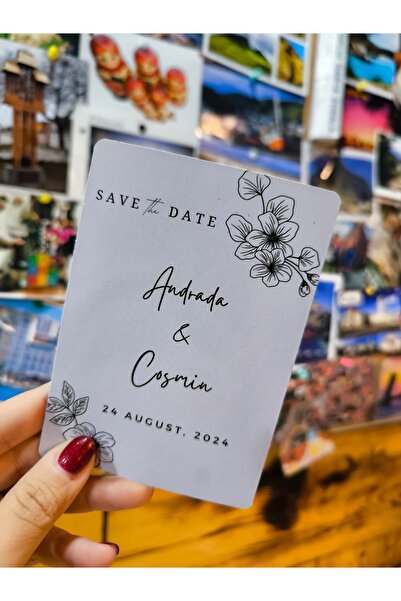 SAVE the DATE
Andrada
&
Cosmin
24 AUGUST, 2024